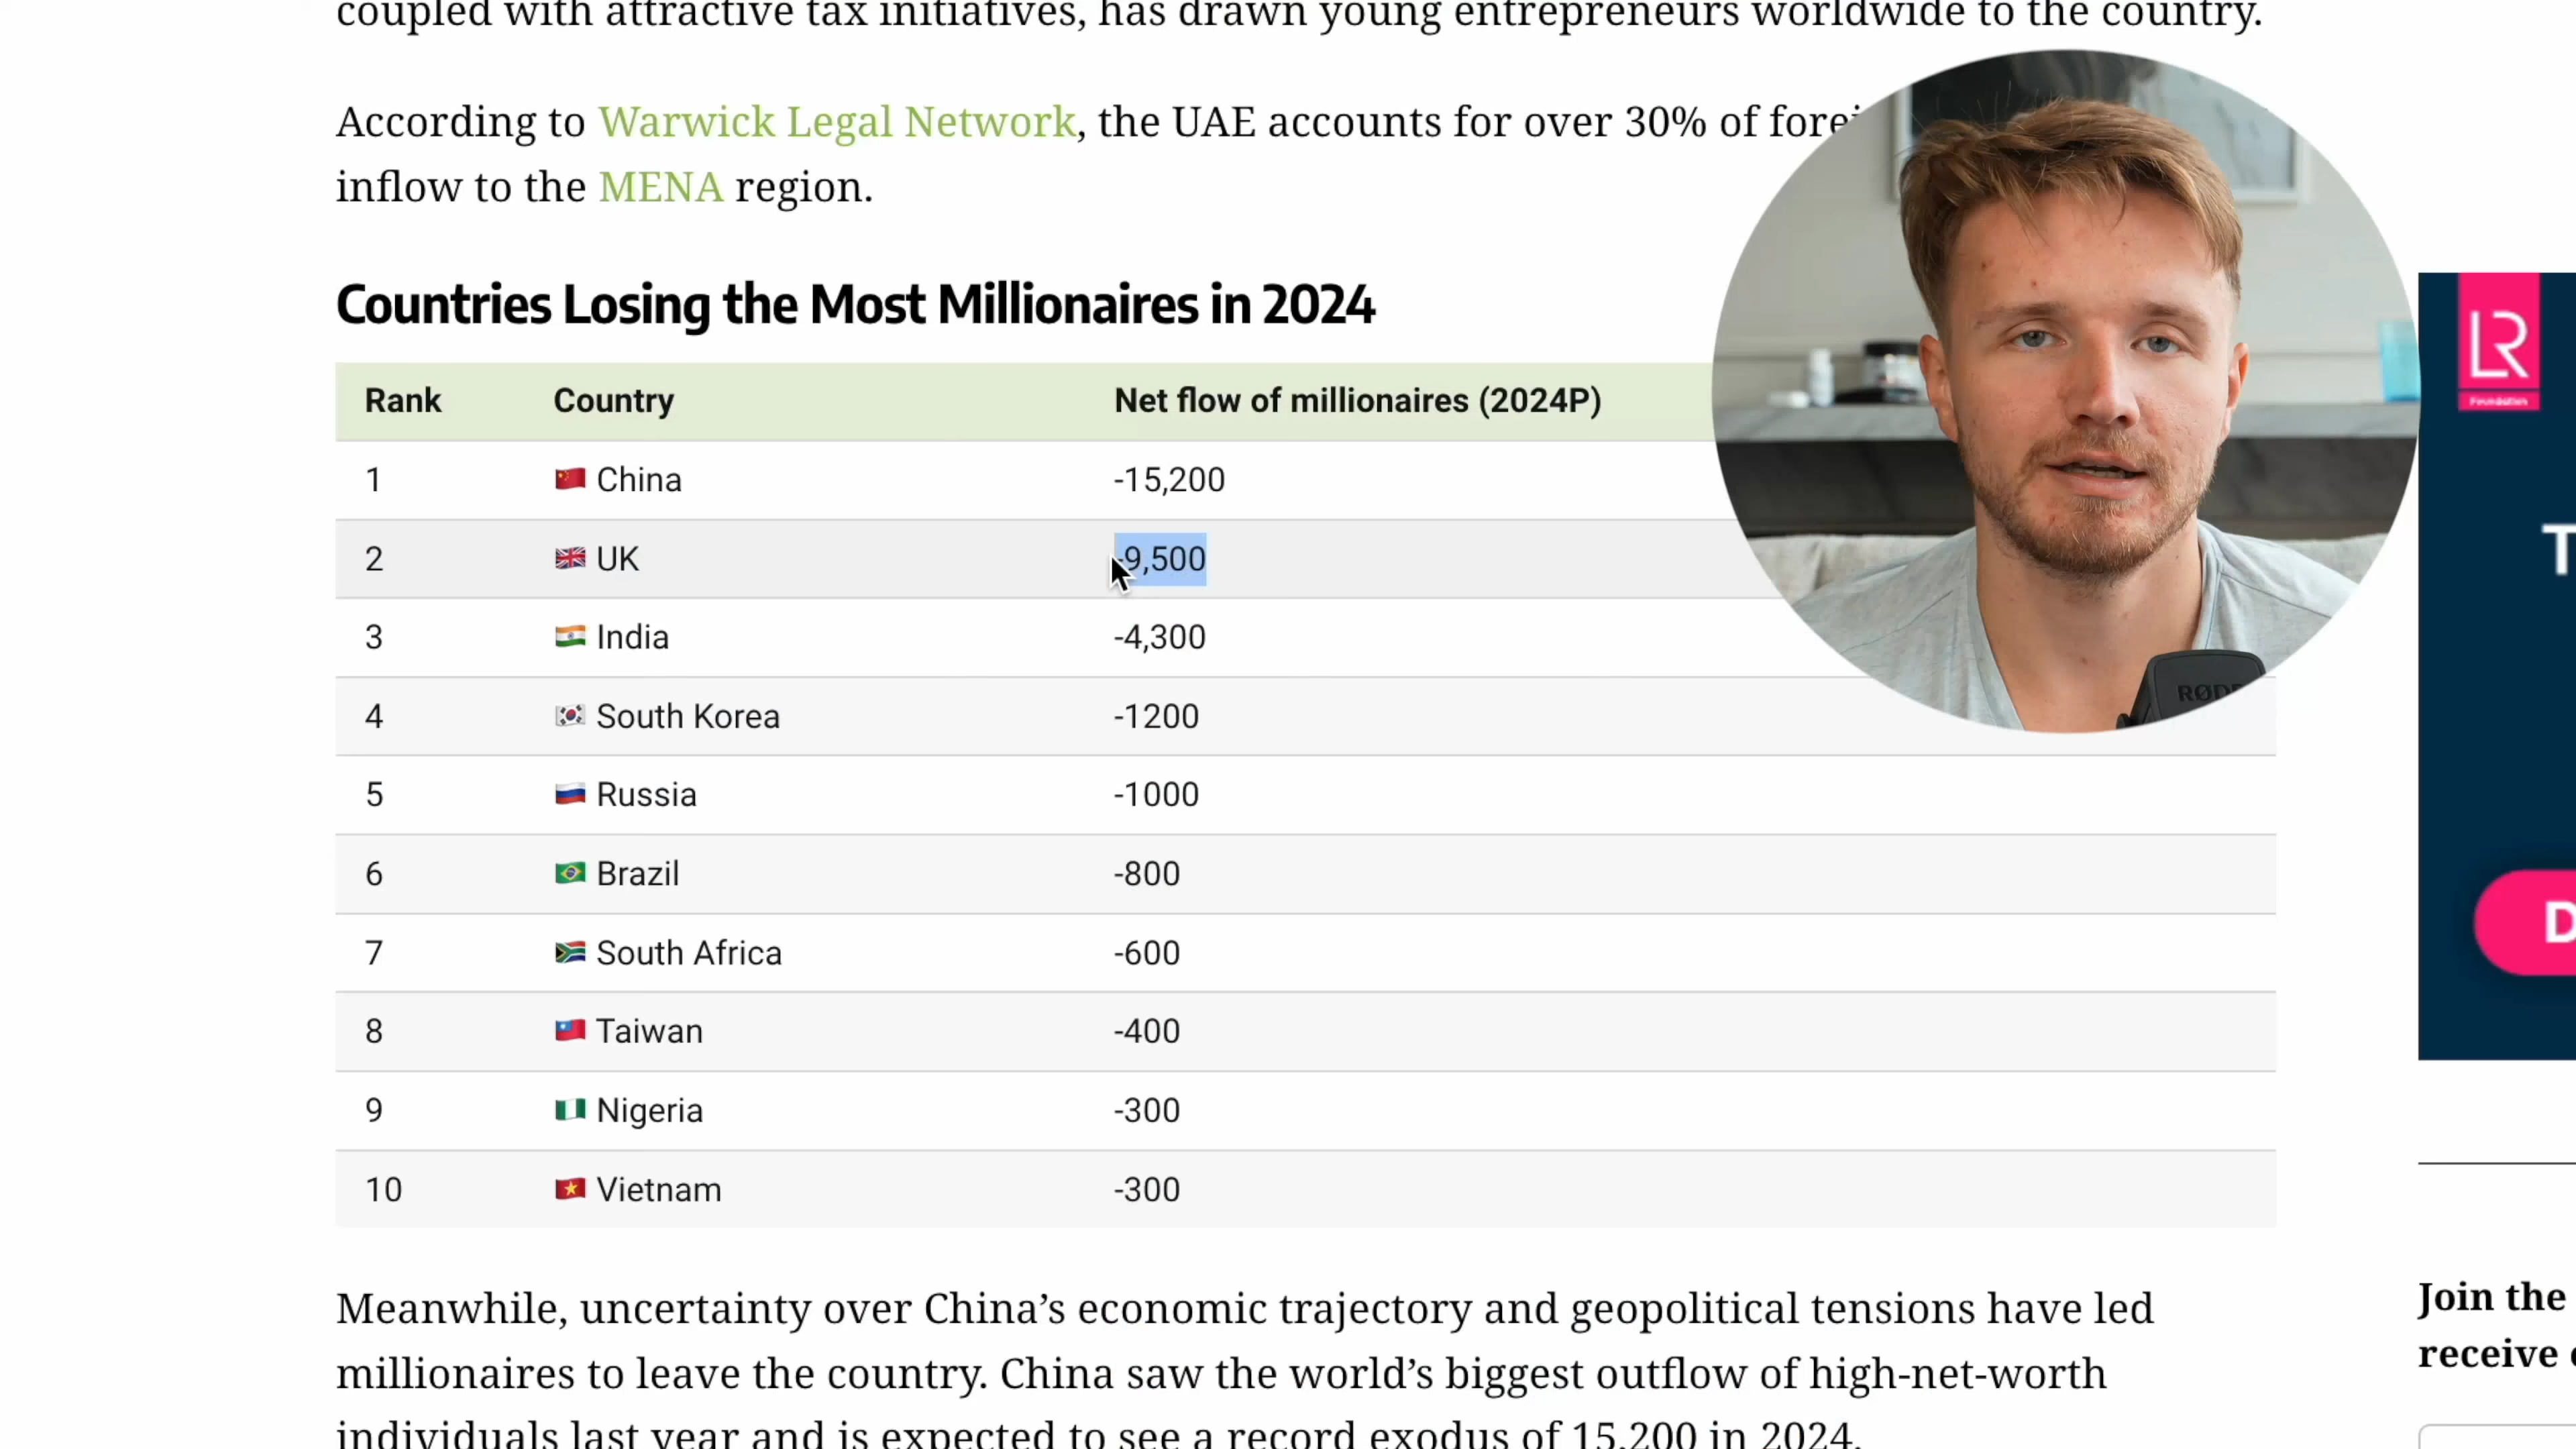 coupled with attractive tax initiatives, has drawn young entrepreneurs worldwide to the country.
According to Warwick Legal Network, the UAE accounts for over 30% of
inflow to the MENA region.
Countries Losing the Most Millionaires in 2024
Rank Country Net flow of millionaires (2024P)
1 China -15,200
2 UK -9,500
3 India -4,300
4 South Korea -1200
5 Russia -1000
6 Brazil -800
7 South Africa -600
8 Taiwan -400
9 Nigeria -300
10 Vietnam -300
Meanwhile, uncertainty over China’s economic trajectory and geopolitical tensions have led
millionaires to leave the country. China saw the world’s biggest outflow of high-net-worth
individuals last year and is expected to see a record exodus of 15,200 in 2024.
LR
Foundation
T
D
Join the
receive